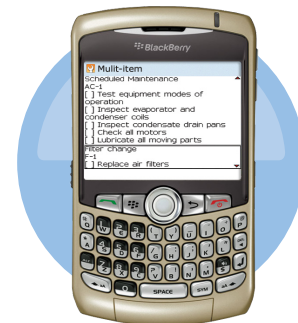 BlackBerry
Mulit-item
Scheduled Maintenance
AC-1
[ ] Test equipment modes of
operation
[ ] Inspect evaporator and
condenser coils
[ ] Inspect condensate drain pans
[ ] Check all motors
[ ] Lubricate all moving parts
Filter change
F-1
[ ] Replace air filters
SPACE
SYM